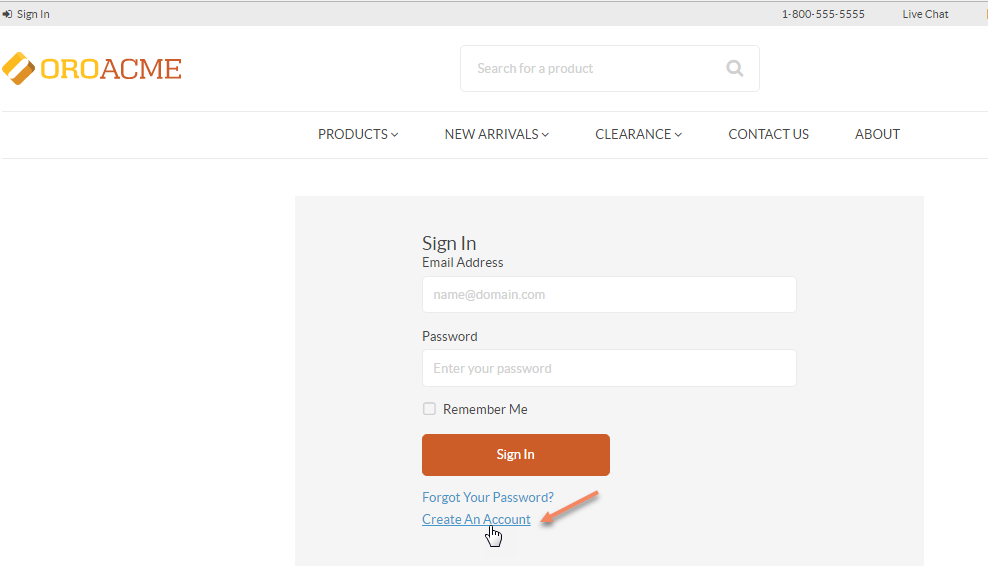 Sign In 1-800-555-5555 Live Chat
OROACME Search for a product
PRODUCTS NEW ARRIVALS CLEARANCE CONTACT US ABOUT
Sign In
Email Address
name@domain.com
Password
Enter your password
Remember Me
Sign In
Forgot Your Password?
Create An Account